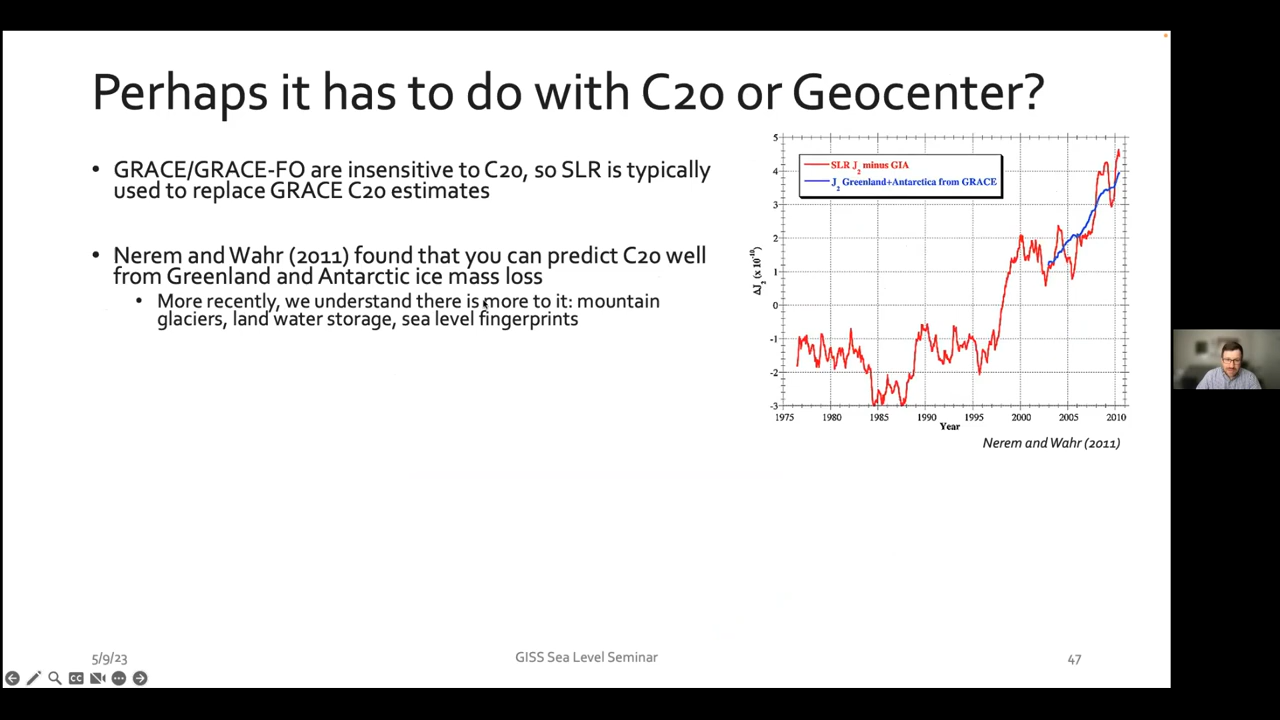 Perhaps it has to do with C20 or Geocenter?
• GRACE/GRACE-FO are insensitive to C20, so SLR is typically
used to replace GRACE C20 estimates
• Nerem and Wahr (2011) found that you can predict C20 well
from Greenland and Antarctic ice mass loss
• More recently, we understand there is more to it: mountain
glaciers, land water storage, sea level fingerprints
SLR J₂ minus GIA
J₂ Greenland+Antarctica from GRACE
ΔJ₂ (x 10⁻¹⁰)
5
4
3
2
1
0
-1
-2
-3
1975 1980 1985 1990 1995 2000 2005 2010
Year
Nerem and Wahr (2011)
5/9/23
GISS Sea Level Seminar
47
CC